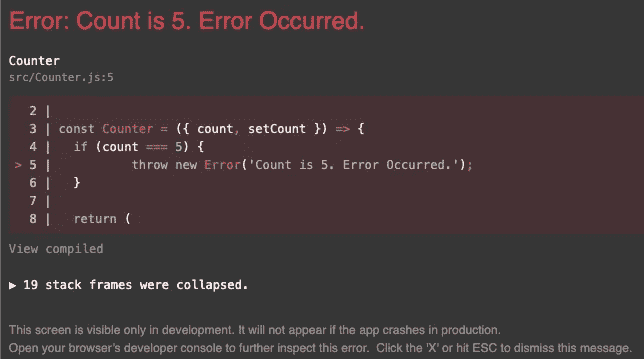 Error: Count is 5. Error Occurred.
Counter
src/Counter.js:5
2 |
3 | const Counter = ({ count, setCount }) => {
4 |   if (count === 5) {
> 5 |           throw new Error('Count is 5. Error Occurred.');
6 |   }
7 |
8 |   return (
View compiled
▶ 19 stack frames were collapsed.
This screen is visible only in development. It will not appear if the app crashes in production.
Open your browser's developer console to further inspect this error.  Click the 'X' or hit ESC to dismiss this message.